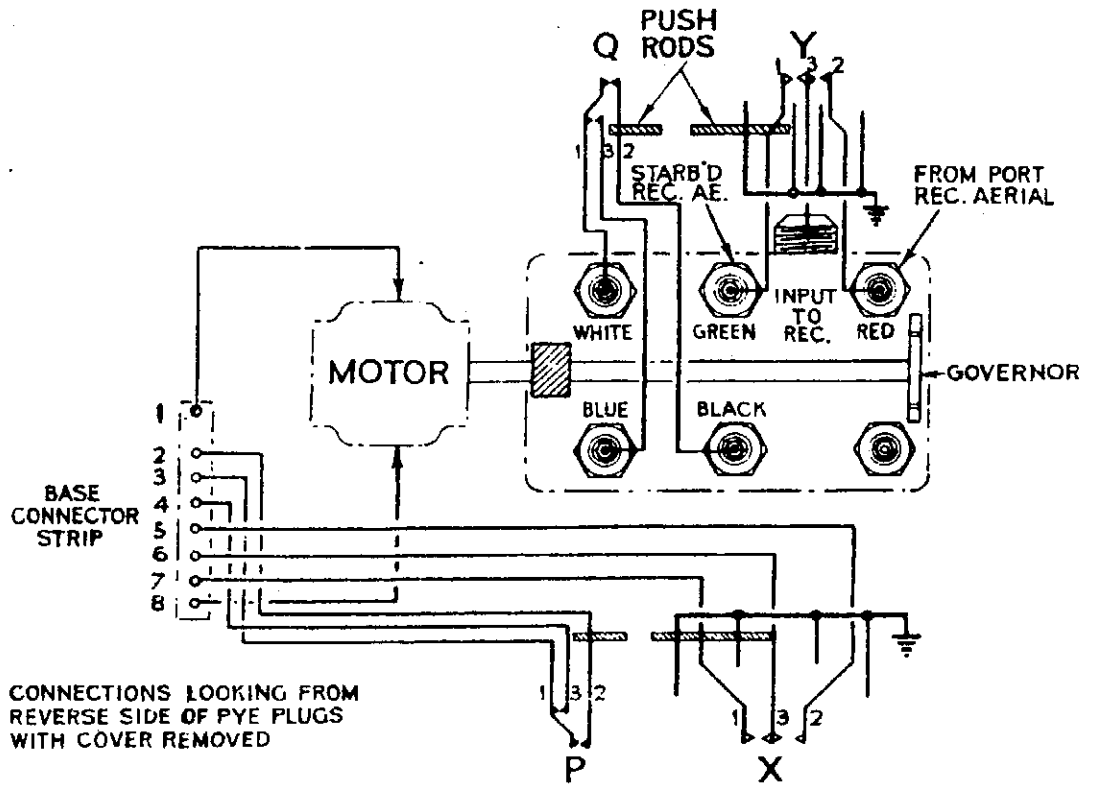 PUSH
RODS
Q
Y
1 3 2
1 3 2
STARB'D
REC. AE.
FROM PORT
REC. AERIAL
WHITE
GREEN
INPUT
TO
REC.
RED
MOTOR
GOVERNOR
BLUE
BLACK
1
2
3
4
5
6
7
8
BASE
CONNECTOR
STRIP
1 3 2
1 3 2
P
X
CONNECTIONS LOOKING FROM
REVERSE SIDE OF PYE PLUGS
WITH COVER REMOVED